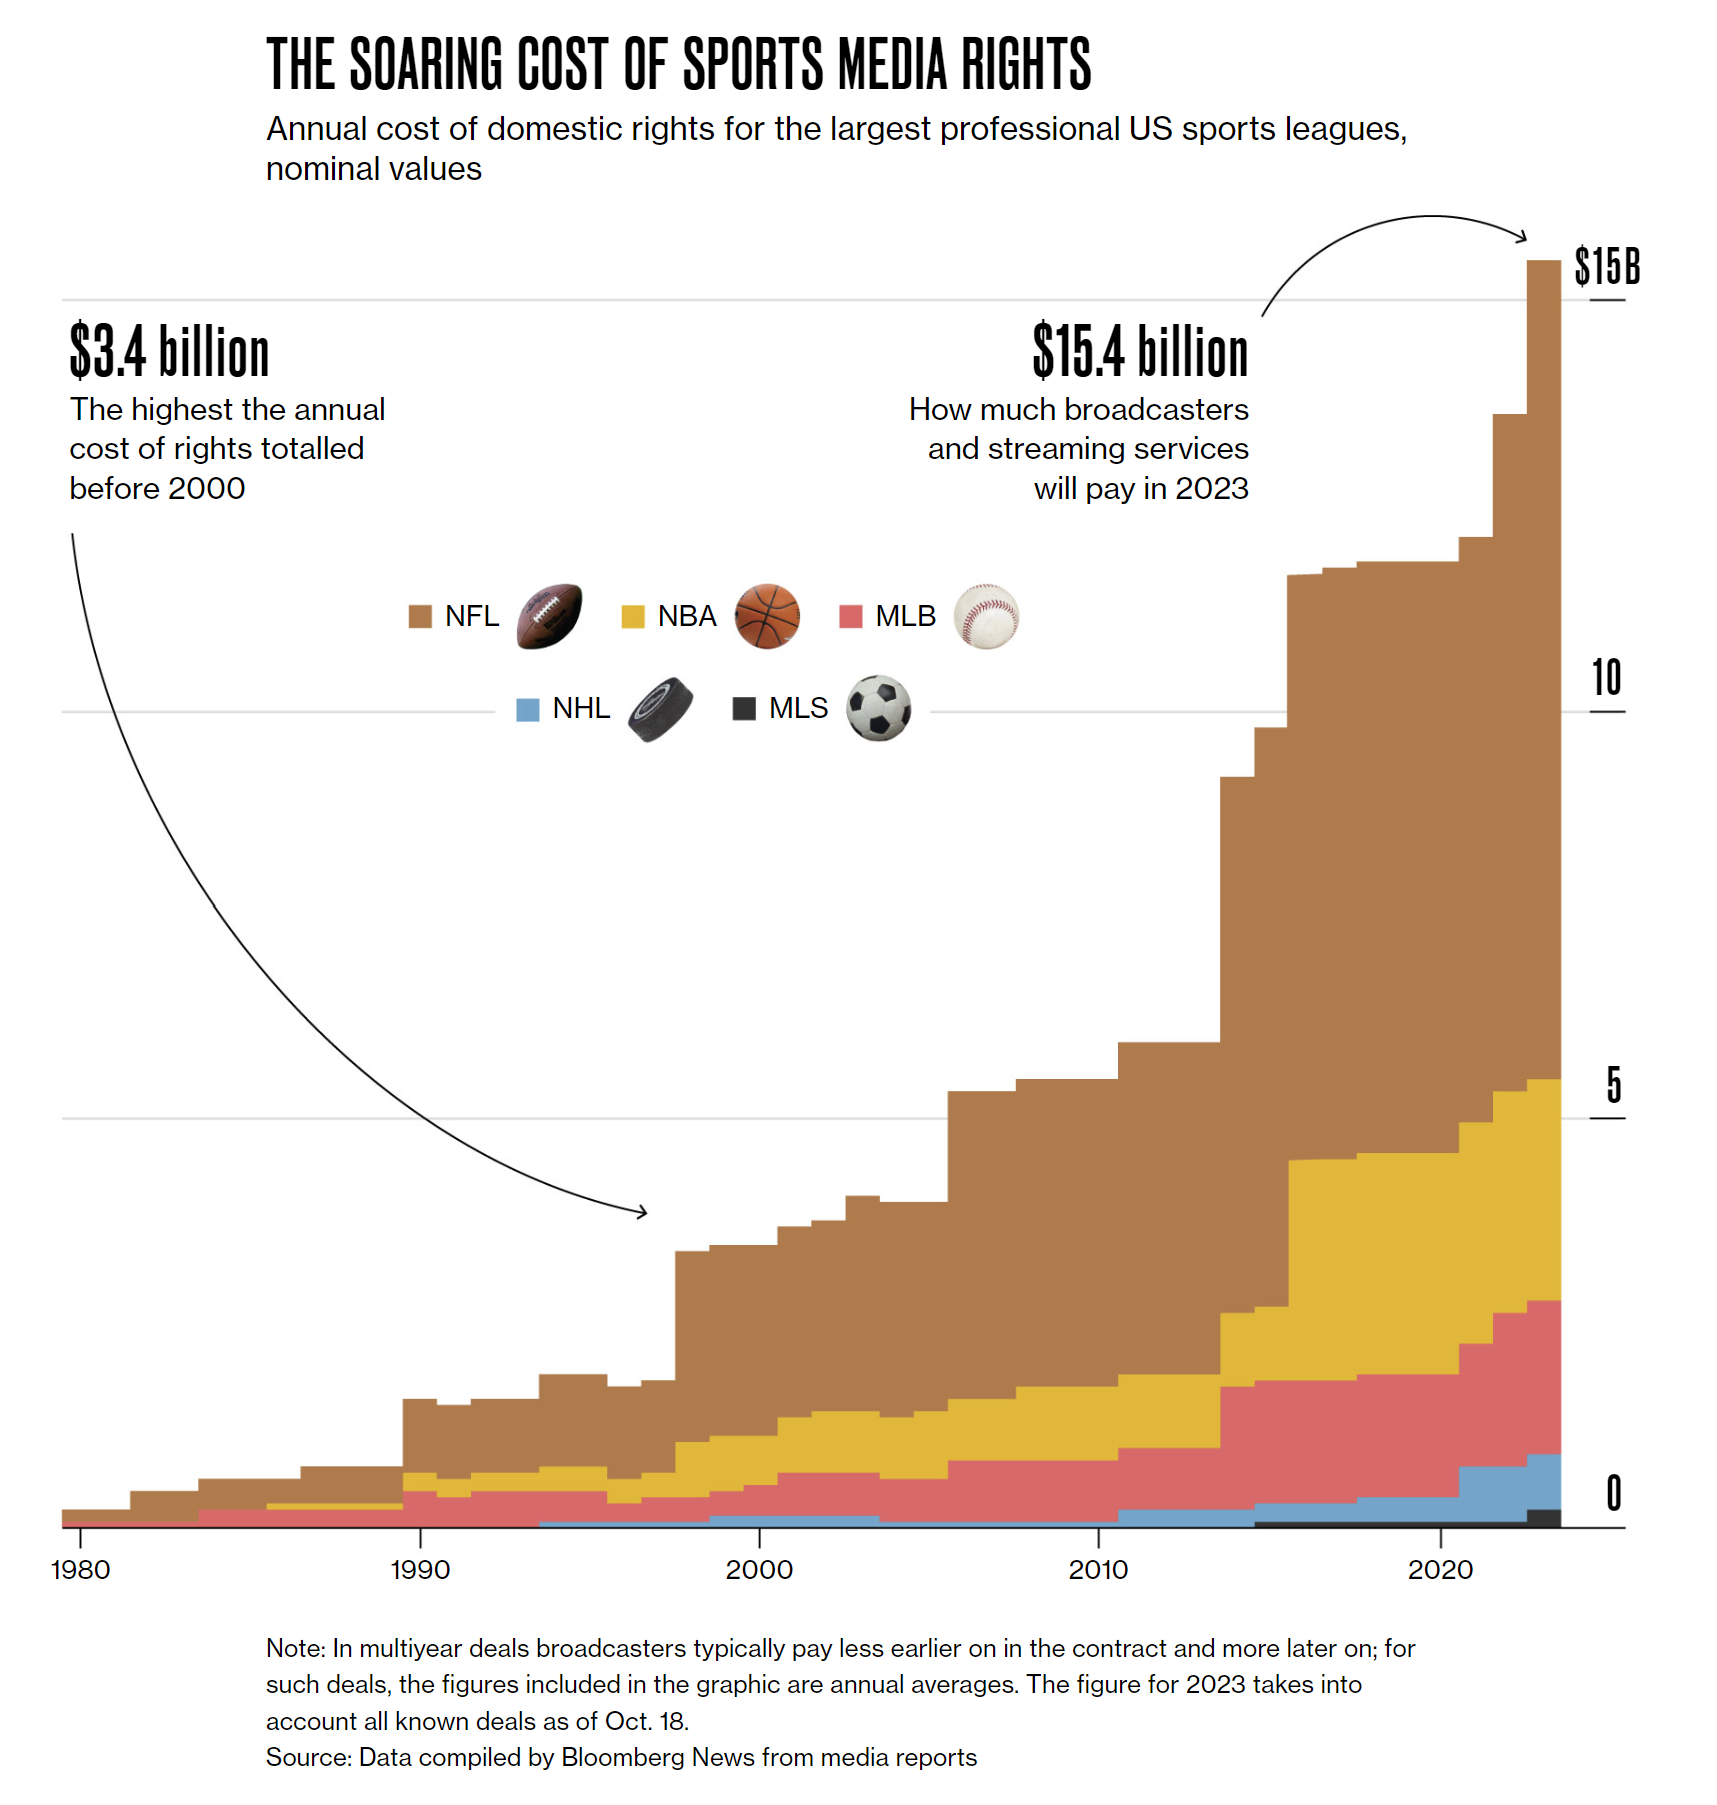 THE SOARING COST OF SPORTS MEDIA RIGHTS
Annual cost of domestic rights for the largest professional US sports leagues,
nominal values
$15B
$3.4 billion
The highest the annual
cost of rights totalled
before 2000
$15.4 billion
How much broadcasters
and streaming services
will pay in 2023
NFL NBA MLB
NHL MLS
10
5
0
1980 1990 2000 2010 2020
Note: In multiyear deals broadcasters typically pay less earlier on in the contract and more later on; for
such deals, the figures included in the graphic are annual averages. The figure for 2023 takes into
account all known deals as of Oct. 18.
Source: Data compiled by Bloomberg News from media reports